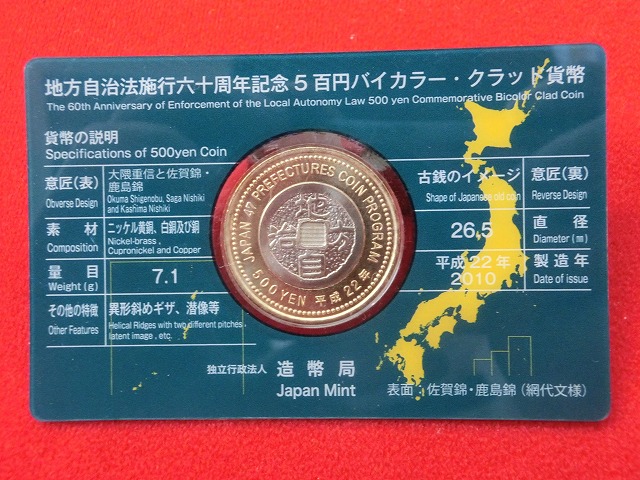 地方自治法施行六十周年記念5百円バイカラー・クラッド貨幣
The 60th Anniversary of Enforcement of the Local Autonomy Law 500 yen Commemorative Bicolor Clad Coin
貨幣の説明
Specifications of 500yen Coin
意匠(表)
Obverse Design
大隈重信と佐賀錦・
鹿島錦
Okuma Shigenobu, Saga Nishiki
and Kashima Nishiki
古銭のイメージ
Shape of Japanese old coin
意匠(裏)
Reverse Design
素材
Composition
ニッケル黄銅、白銅及び銅
Nickel-brass,
Cupronickel and Copper
26.5
直径
Diameter (m)
量目
Weight (g)
7.1
平成22年
2010
製造年
Date of issue
その他の特徴
Other Features
異形斜めギザ、潜像等
Helical Ridges with two different pitches,
latent image, etc.
JAPAN 47 PREFECTURES COIN PROGRAM
500 YEN 平成22年
独立行政法人 造幣局
Japan Mint
表面:佐賀錦・鹿島錦(網代文様)